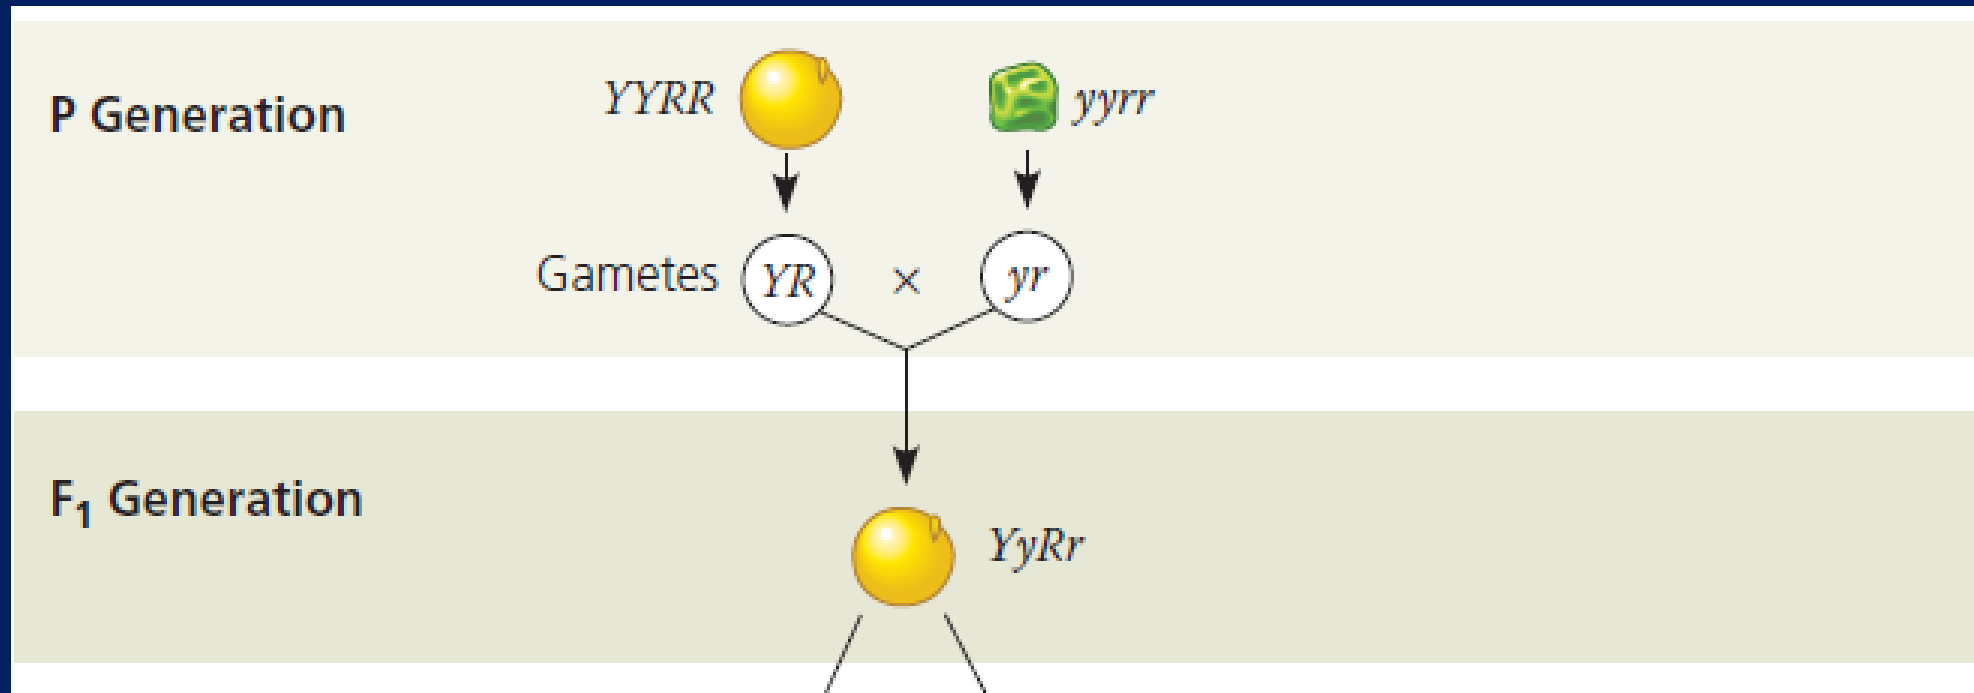 P Generation
YYRR
yyrr
Gametes
YR
×
yr
F₁ Generation
YyRr